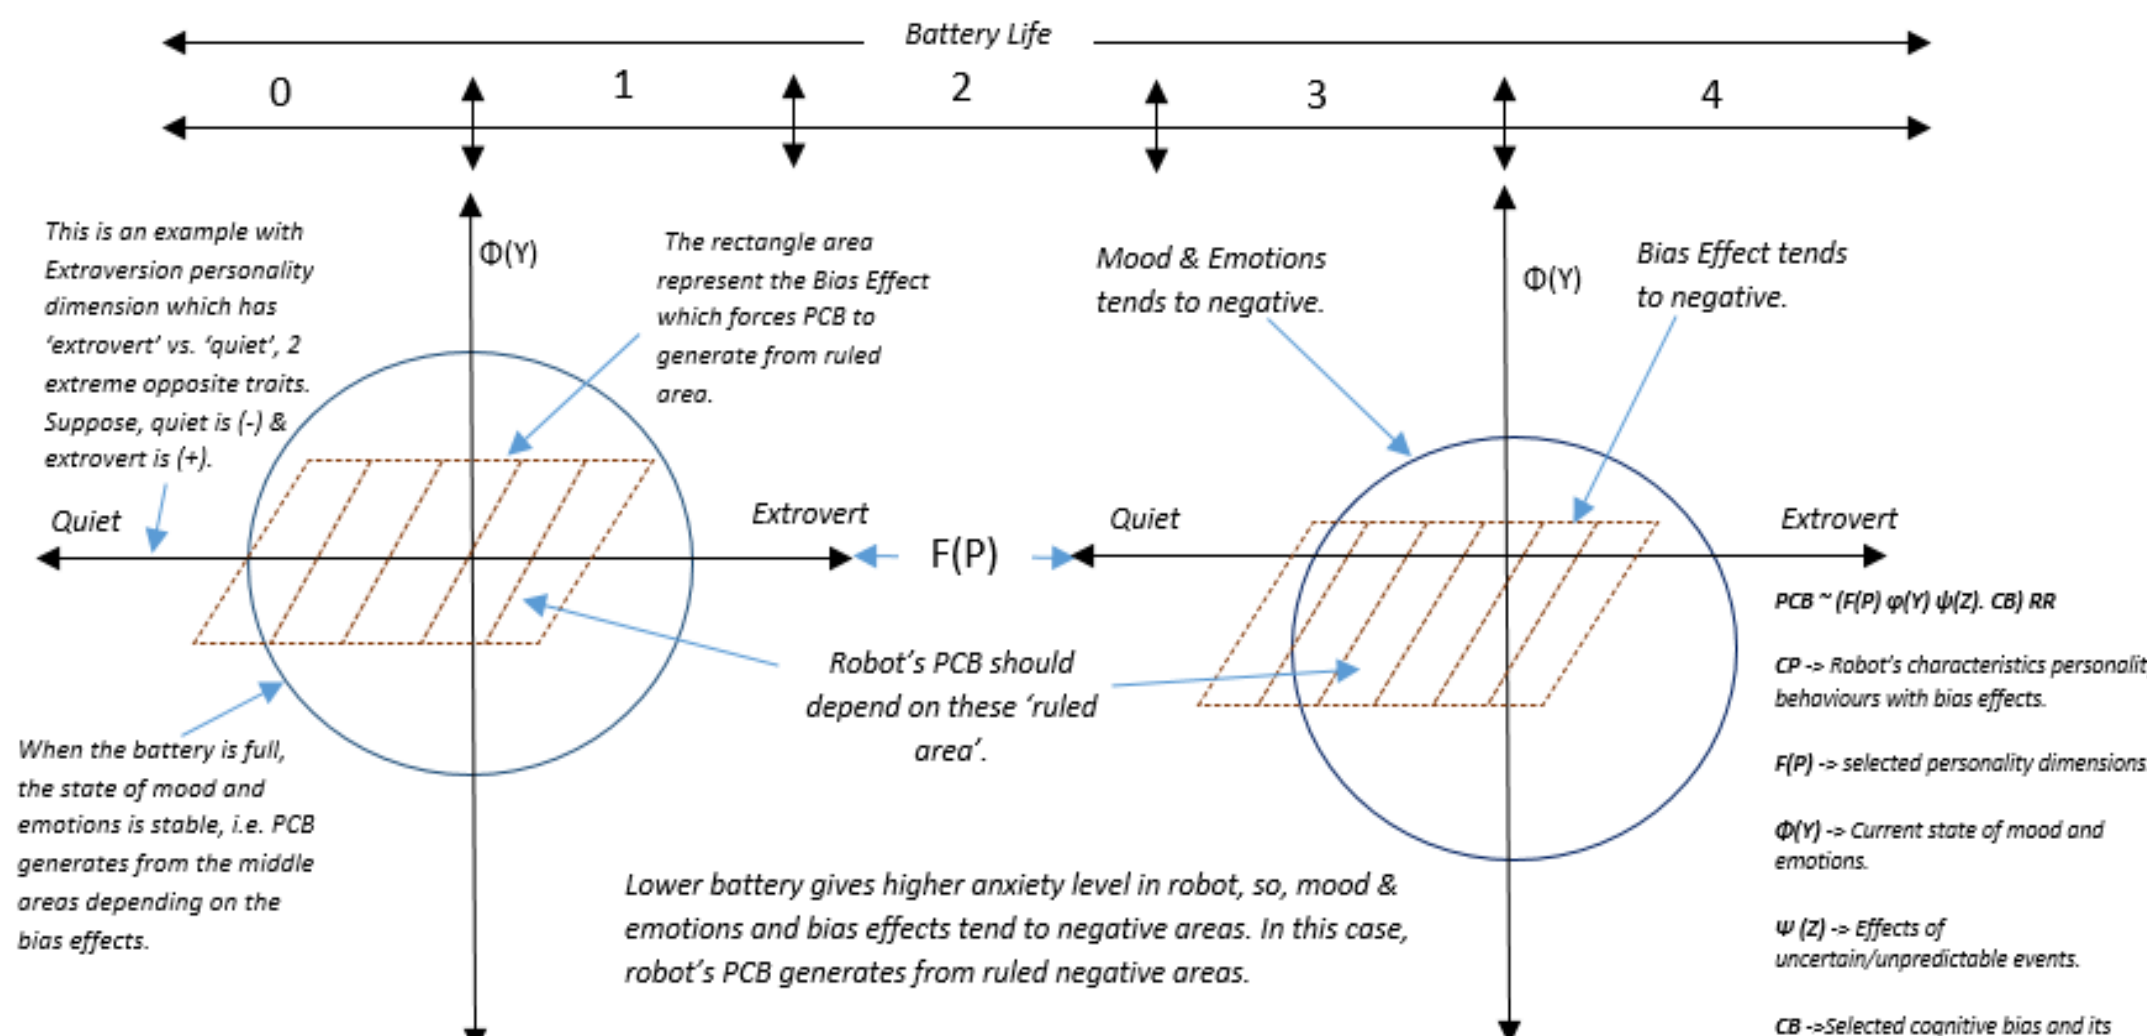 Battery Life
0
1
2
3
4
This is an example with
Extraversion personality
dimension which has
‘extrovert’ vs. ‘quiet’, 2
extreme opposite traits.
Suppose, quiet is (-) &
extrovert is (+).
Φ(Y)
The rectangle area
represent the Bias Effect
which forces PCB to
generate from ruled
area.
Mood & Emotions
tends to negative.
Φ(Y)
Bias Effect tends
to negative.
Quiet
Extrovert
F(P)
Quiet
Extrovert
Robot’s PCB should
depend on these ‘ruled
area’.
When the battery is full,
the state of mood and
emotions is stable, i.e. PCB
generates from the middle
areas depending on the
bias effects.
Lower battery gives higher anxiety level in robot, so, mood &
emotions and bias effects tend to negative areas. In this case,
robot’s PCB generates from ruled negative areas.
PCB ~ (F(P) φ(Y) ψ(Z). CB) RR
CP -> Robot’s characteristics personalit
behaviours with bias effects.
F(P) -> selected personality dimensions
Φ(Y) -> Current state of mood and
emotions.
Ψ (Z) -> Effects of
uncertain/unpredictable events.
CB ->Selected cognitive bias and its